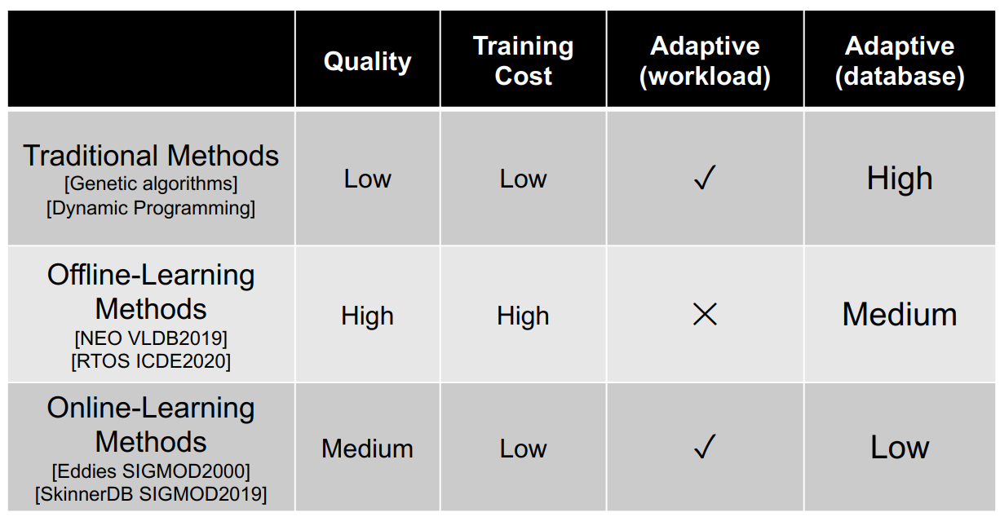 Quality
Training
Cost
Adaptive
(workload)
Adaptive
(database)
Traditional Methods
[Genetic algorithms]
[Dynamic Programming]
Low
Low
✓
High
Offline-Learning
Methods
[NEO VLDB2019]
[RTOS ICDE2020]
High
High
×
Medium
Online-Learning
Methods
[Eddies SIGMOD2000]
[SkinnerDB SIGMOD2019]
Medium
Low
✓
Low